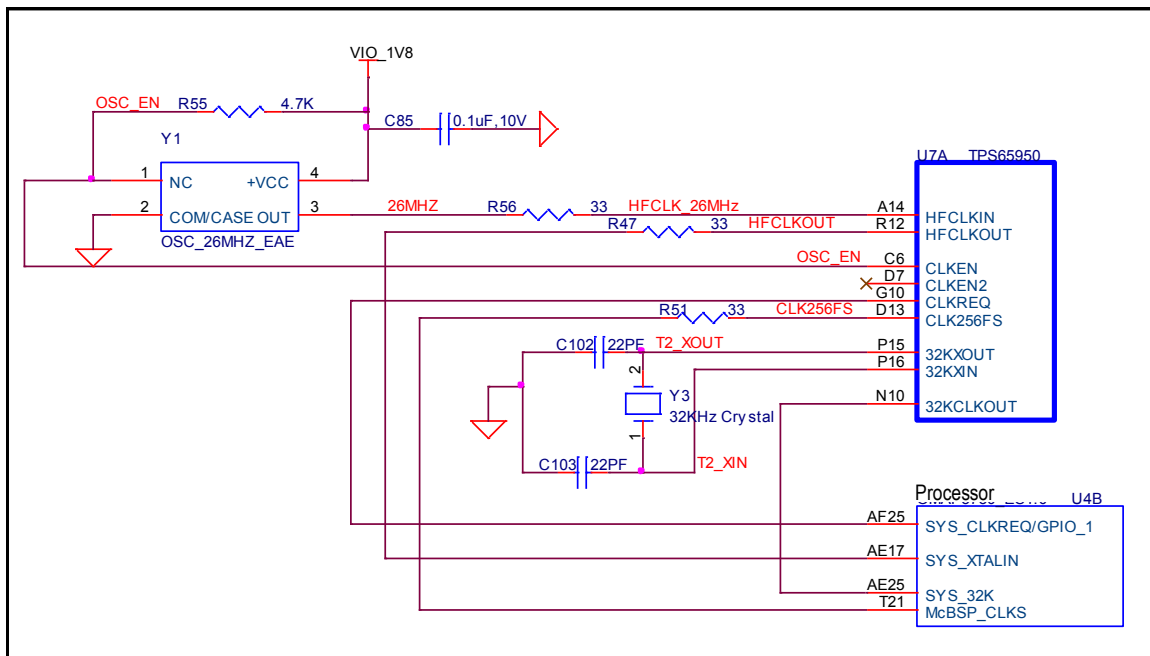 VIO_1V8
OSC_EN R55 4.7K
C85 0.1uF,10V
Y1
1 NC +VCC 4
2 COM/CASE OUT 3
OSC_26MHZ_EAE
26MHZ R56 33 HFCLK_26MHz
R47 33 HFCLKOUT
OSC_EN
R51 33 CLK256FS
C102 22PF T2_XOUT
2
Y3
32KHz Crystal
1
C103 22PF T2_XIN
U7A TPS65950
A14 HFCLKIN
R12 HFCLKOUT
C6 CLKEN
D7 CLKEN2
G10 CLKREQ
D13 CLK256FS
P15 32KXOUT
P16 32KXIN
N10 32KCLKOUT
Processor
U4B
AF25 SYS_CLKREQ/GPIO_1
AE17 SYS_XTALIN
AE25 SYS_32K
T21 McBSP_CLKS